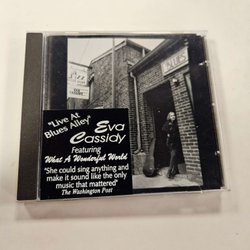 BLUES
"Live At
Blues Alley"
Eva
Cassidy
Featuring
What A Wonderful World
"She could sing anything and
make it sound like the only
music that mattered"
The Washington Post